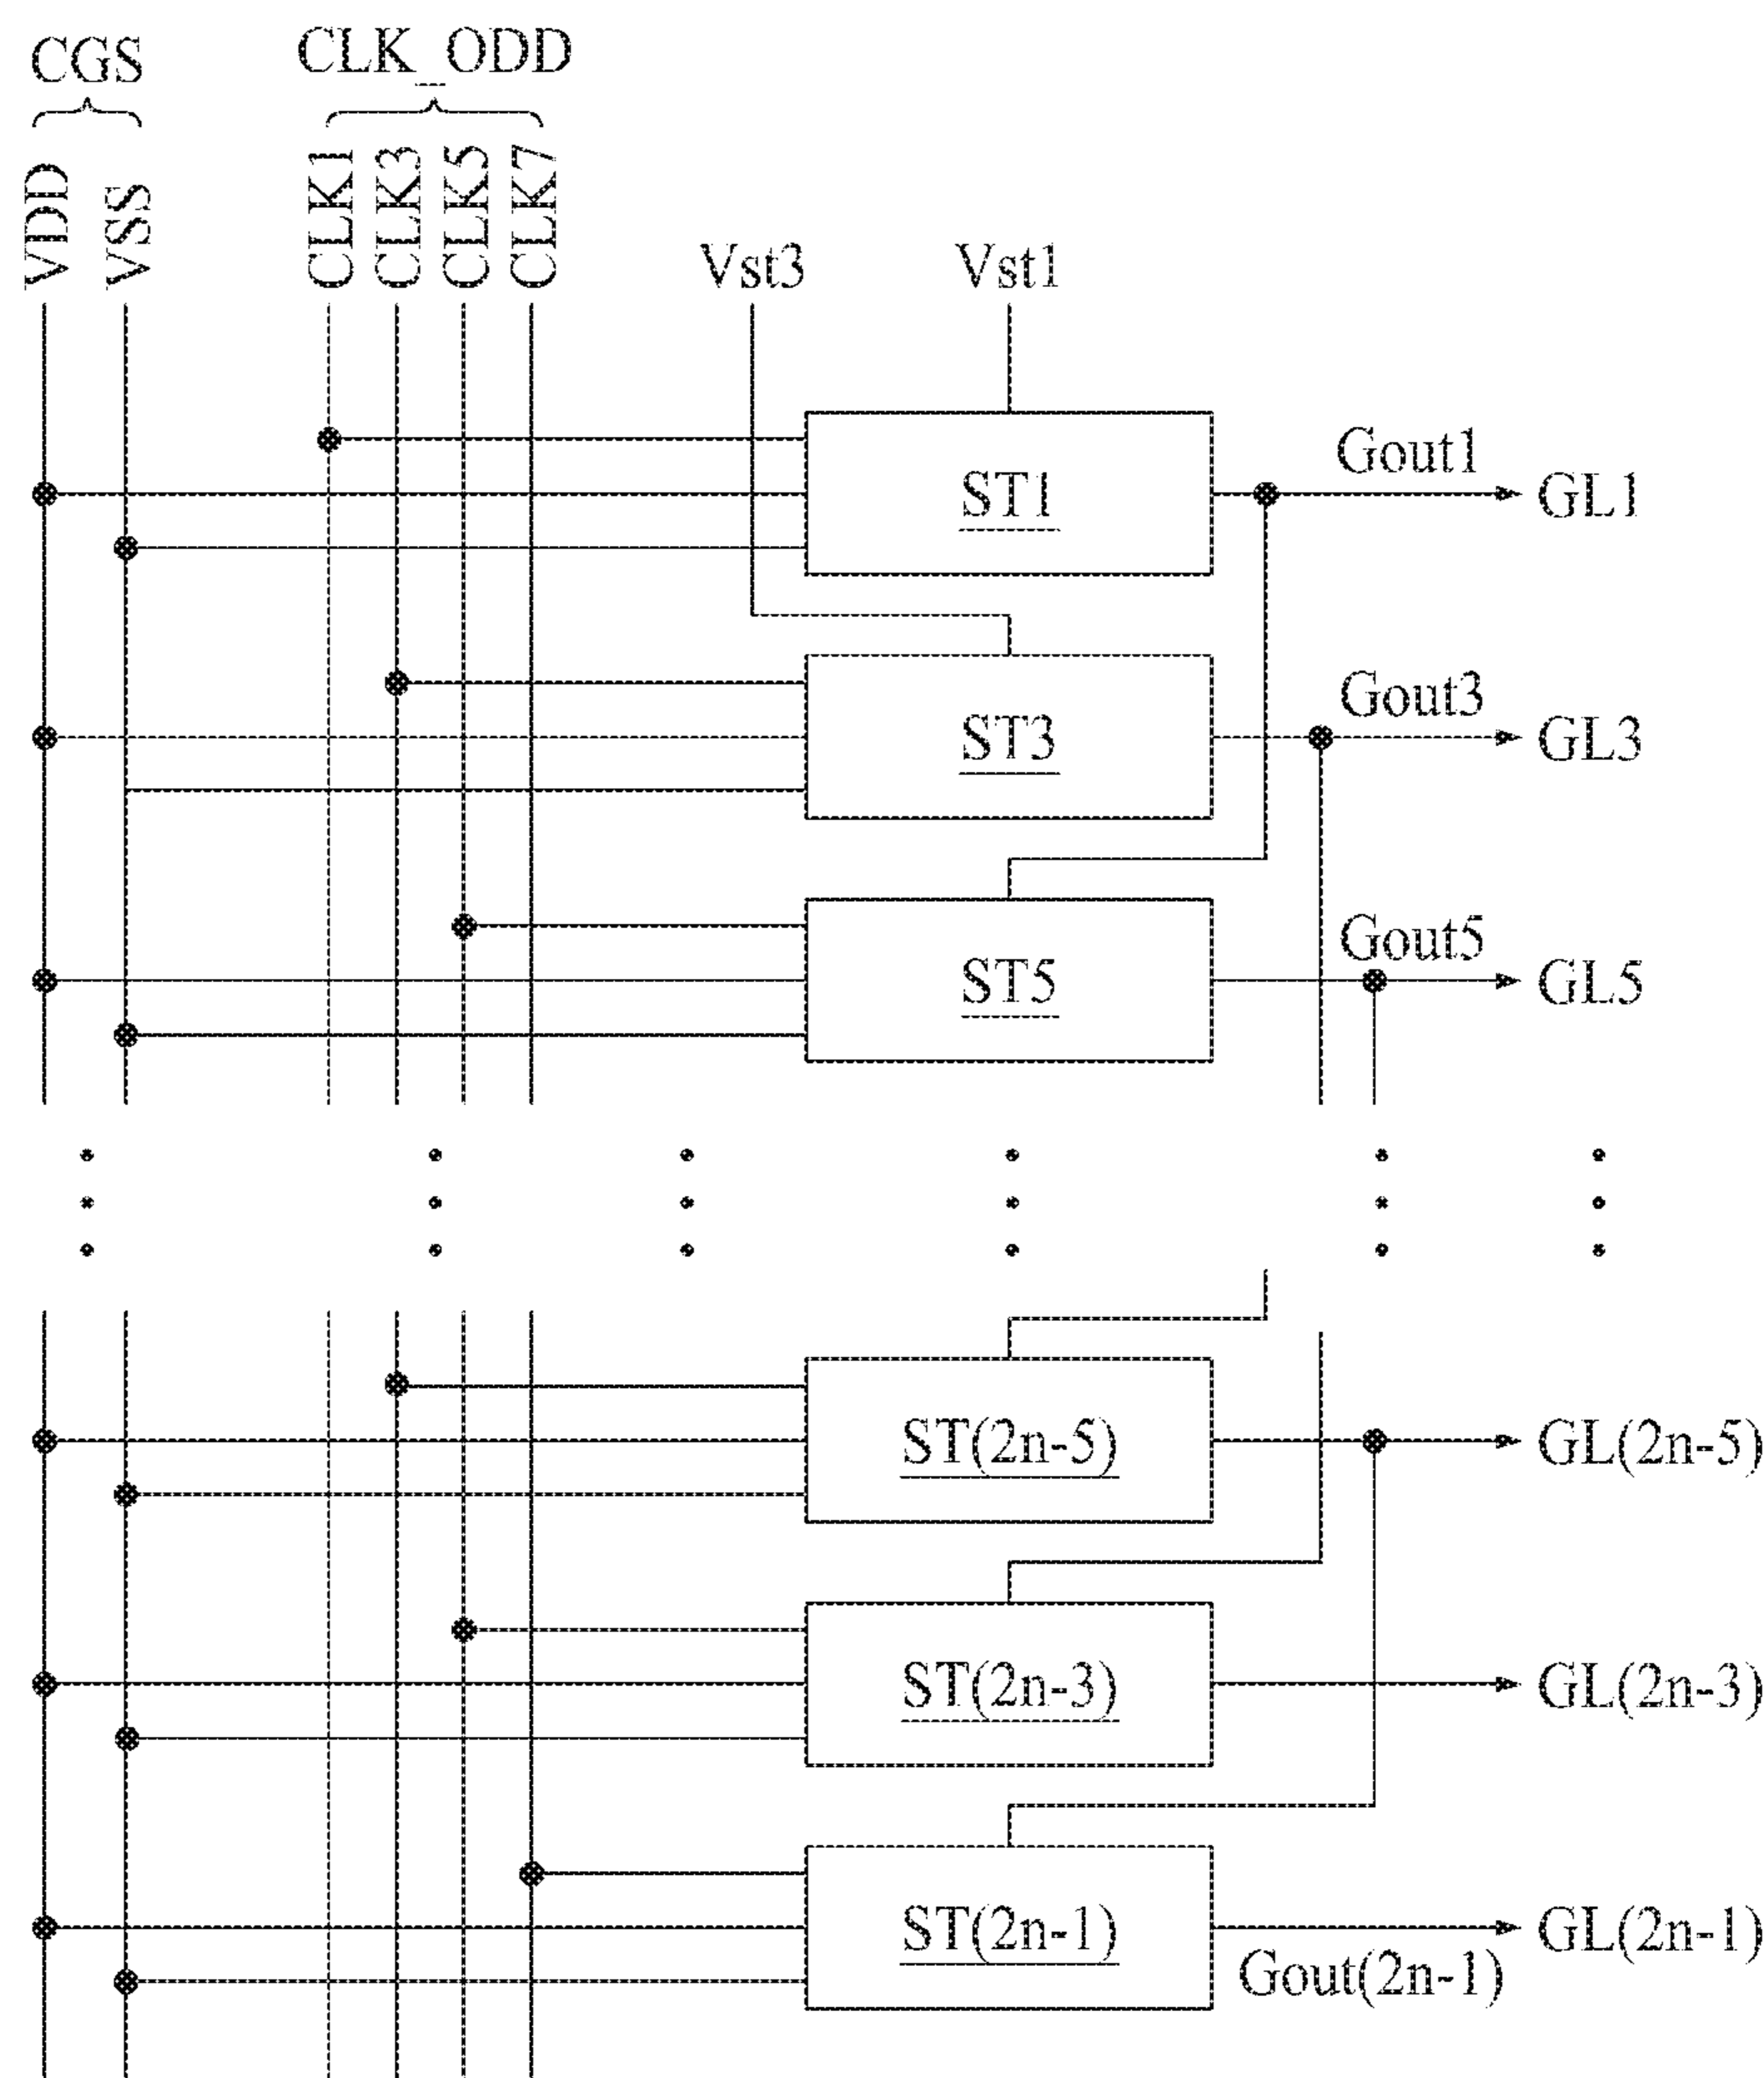 CGS
CLK_ODD
VDD
VSS
CLK1
CLK3
CLK5
CLK7
Vst3
Vst1
ST1
Gout1
GL1
ST3
Gout3
GL3
ST5
Gout5
GL5
ST(2n-5)
GL(2n-5)
ST(2n-3)
GL(2n-3)
ST(2n-1)
GL(2n-1)
Gout(2n-1)